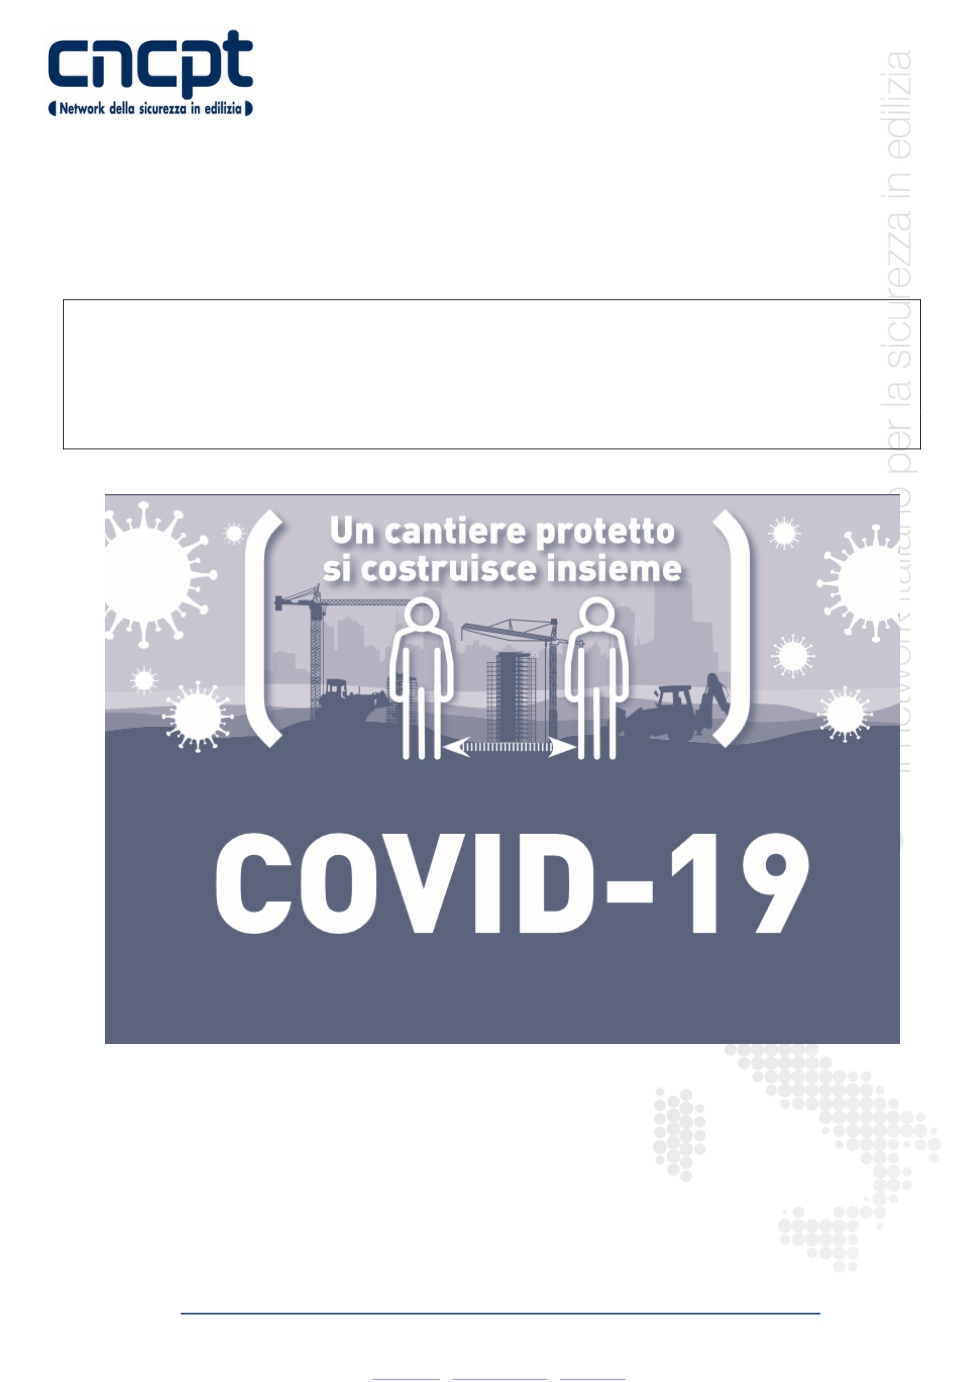 cncpt
Network della sicurezza in edilizia
il network italiano per la sicurezza in edilizia
Un cantiere protetto
si costruisce insieme
COVID-19